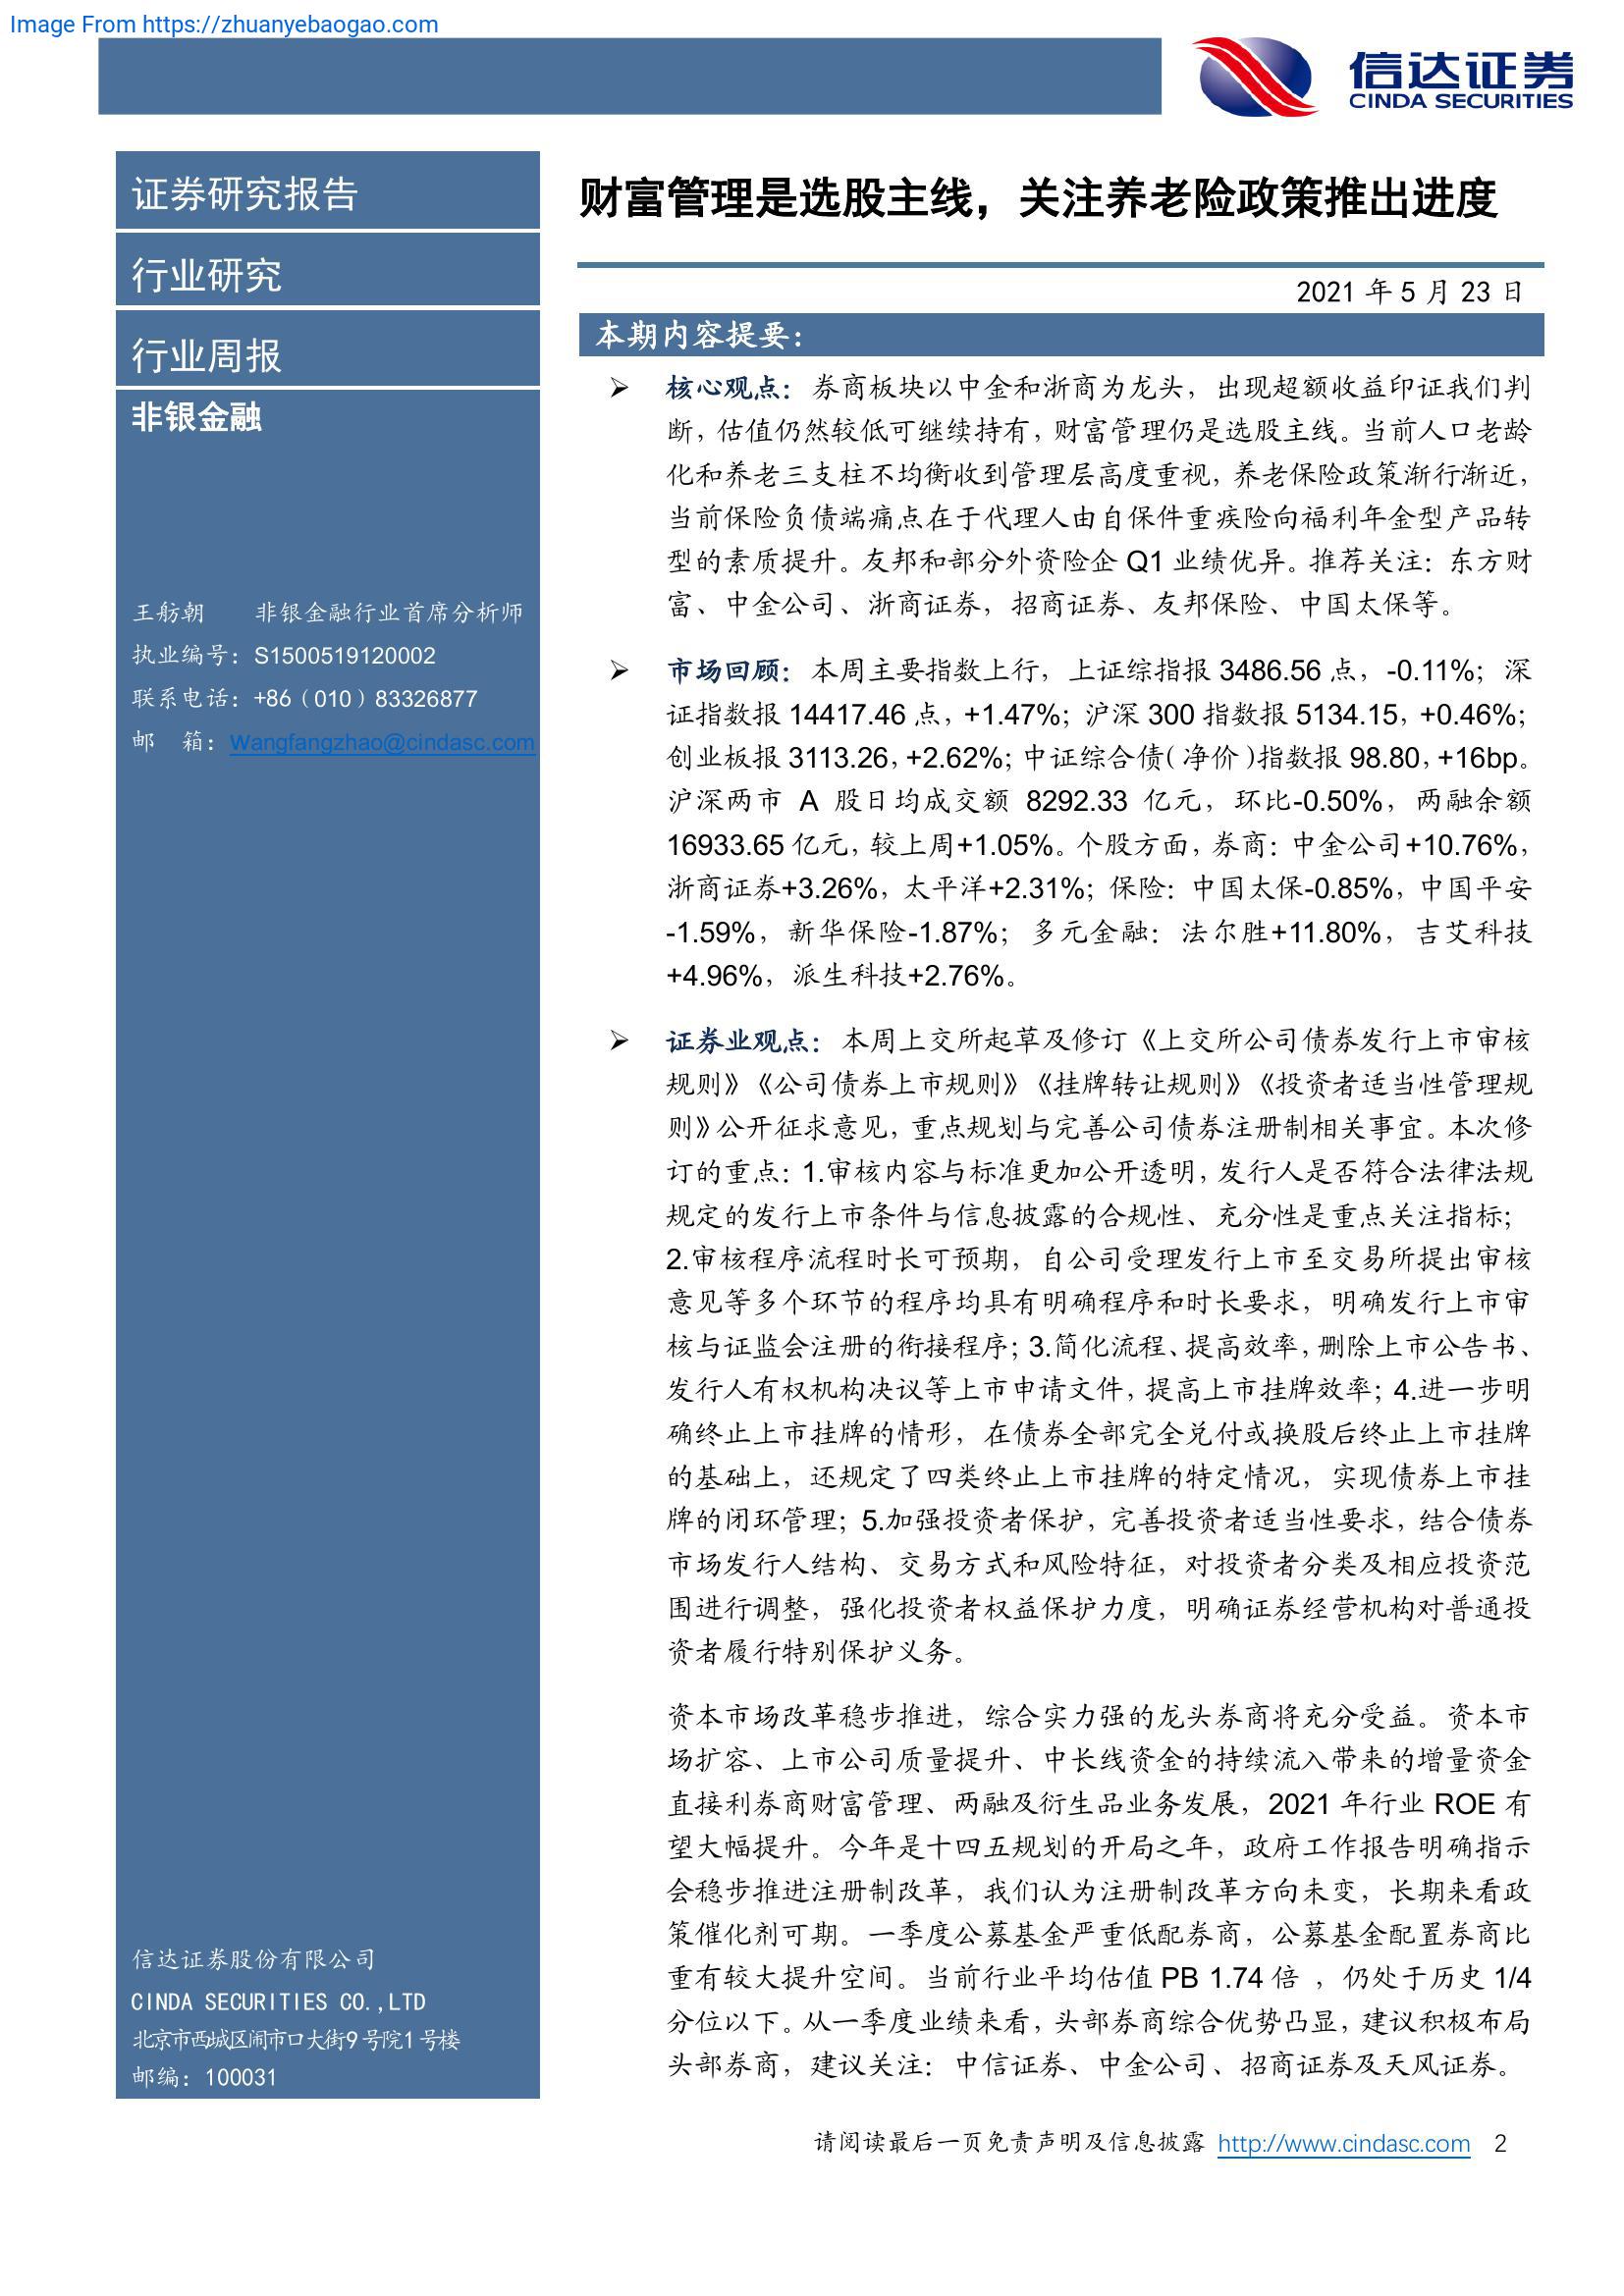 Image From https://zhuanyebaogao.com
信达证券
CINDA SECURITIES
证券研究报告
行业研究
行业周报
非银金融
王舫朝 非银金融行业首席分析师
执业编号：S1500519120002
联系电话：+86（010）83326877
邮 箱：Wangfangzhao@cindasc.com
信达证券股份有限公司
CINDA SECURITIES CO.,LTD
北京市西城区闹市口大街9号院1号楼
邮编：100031
财富管理是选股主线，关注养老险政策推出进度
2021 年 5 月 23 日
本期内容提要：
➢ 核心观点：券商板块以中金和浙商为龙头，出现超额收益印证我们判
断，估值仍然较低可继续持有，财富管理仍是选股主线。当前人口老龄
化和养老三支柱不均衡收到管理层高度重视，养老保险政策渐行渐近，
当前保险负债端痛点在于代理人由自保件重疾险向福利年金型产品转
型的素质提升。友邦和部分外资险企 Q1 业绩优异。推荐关注：东方财
富、中金公司、浙商证券，招商证券、友邦保险、中国太保等。
➢ 市场回顾：本周主要指数上行，上证综指报 3486.56 点，-0.11%；深
证指数报 14417.46 点，+1.47%；沪深 300 指数报 5134.15，+0.46%；
创业板报 3113.26，+2.62%；中证综合债（净价）指数报 98.80，+16bp。
沪深两市 A 股日均成交额 8292.33 亿元，环比-0.50%，两融余额
16933.65 亿元，较上周+1.05%。个股方面，券商：中金公司+10.76%，
浙商证券+3.26%，太平洋+2.31%；保险：中国太保-0.85%，中国平安
-1.59%，新华保险-1.87%；多元金融：法尔胜+11.80%，吉艾科技
+4.96%，派生科技+2.76%。
➢ 证券业观点：本周上交所起草及修订《上交所公司债券发行上市审核
规则》《公司债券上市规则》《挂牌转让规则》《投资者适当性管理规
则》公开征求意见，重点规划与完善公司债券注册制相关事宜。本次修
订的重点：1.审核内容与标准更加公开透明，发行人是否符合法律法规
规定的发行上市条件与信息披露的合规性、充分性是重点关注指标；
2.审核程序流程时长可预期，自公司受理发行上市至交易所提出审核
意见等多个环节的程序均具有明确程序和时长要求，明确发行上市审
核与证监会注册的衔接程序；3.简化流程、提高效率，删除上市公告书、
发行人有权机构决议等上市申请文件，提高上市挂牌效率；4.进一步明
确终止上市挂牌的情形，在债券全部完全兑付或换股后终止上市挂牌
的基础上，还规定了四类终止上市挂牌的特定情况，实现债券上市挂
牌的闭环管理；5.加强投资者保护，完善投资者适当性要求，结合债券
市场发行人结构、交易方式和风险特征，对投资者分类及相应投资范
围进行调整，强化投资者权益保护力度，明确证券经营机构对普通投
资者履行特别保护义务。
资本市场改革稳步推进，综合实力强的龙头券商将充分受益。资本市
场扩容、上市公司质量提升、中长线资金的持续流入带来的增量资金
直接利券商财富管理、两融及衍生品业务发展，2021 年行业 ROE 有
望大幅提升。今年是十四五规划的开局之年，政府工作报告明确指示
会稳步推进注册制改革，我们认为注册制改革方向未变，长期来看政
策催化剂可期。一季度公募基金严重低配券商，公募基金配置券商比
重有较大提升空间。当前行业平均估值 PB 1.74 倍 ，仍处于历史 1/4
分位以下。从一季度业绩来看，头部券商综合优势凸显，建议积极布局
头部券商，建议关注：中信证券、中金公司、招商证券及天风证券。
请阅读最后一页免责声明及信息披露 http://www.cindasc.com 2